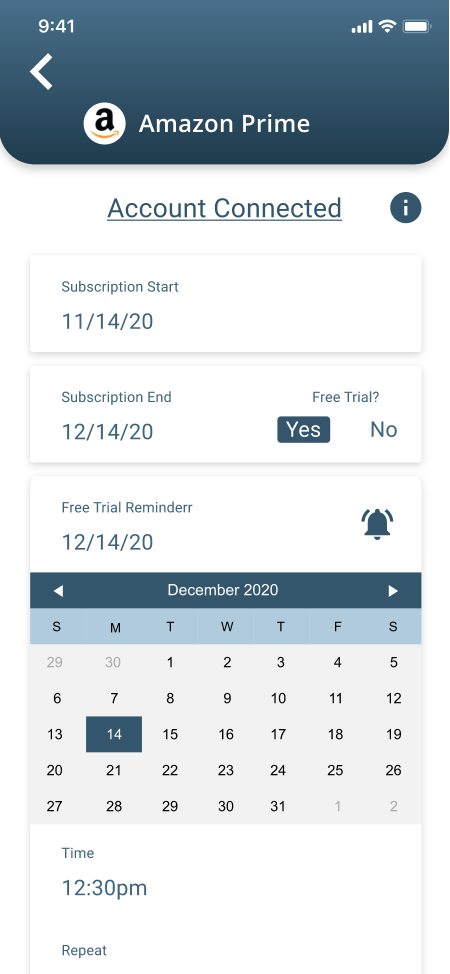 9:41
Amazon Prime
Account Connected
Subscription Start
11/14/20
Subscription End
Free Trial?
12/14/20
Yes No
Free Trial Reminderr
12/14/20
December 2020
S M T W T F S
29 30 1 2 3 4 5
6 7 8 9 10 11 12
13 14 15 16 17 18 19
20 21 22 23 24 25 26
27 28 29 30 31 1 2
Time
12:30pm
Repeat